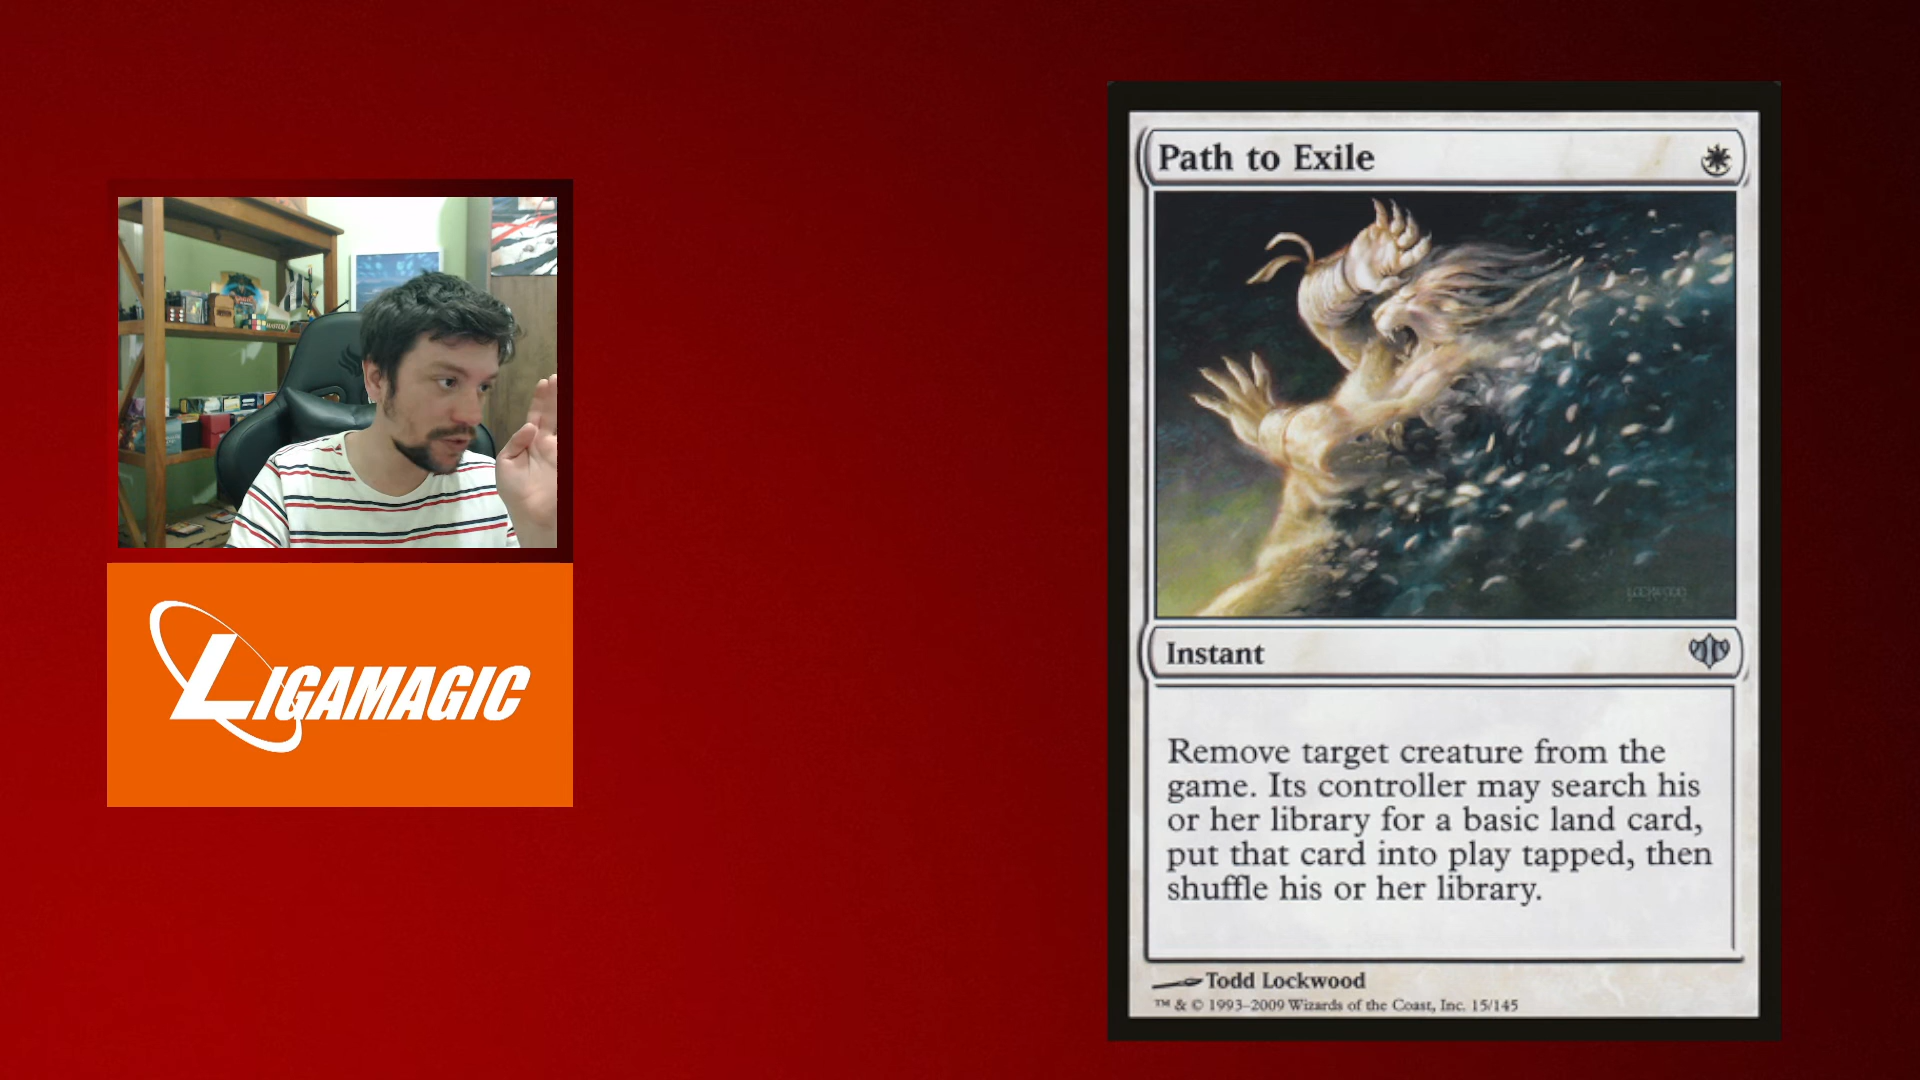 LIGAMAGIC
Path to Exile
LOCKWOOD
Instant
Remove target creature from the
game. Its controller may search his
or her library for a basic land card,
put that card into play tapped, then
shuffle his or her library.
Todd Lockwood
™ & © 1993–2009 Wizards of the Coast, Inc. 15/145